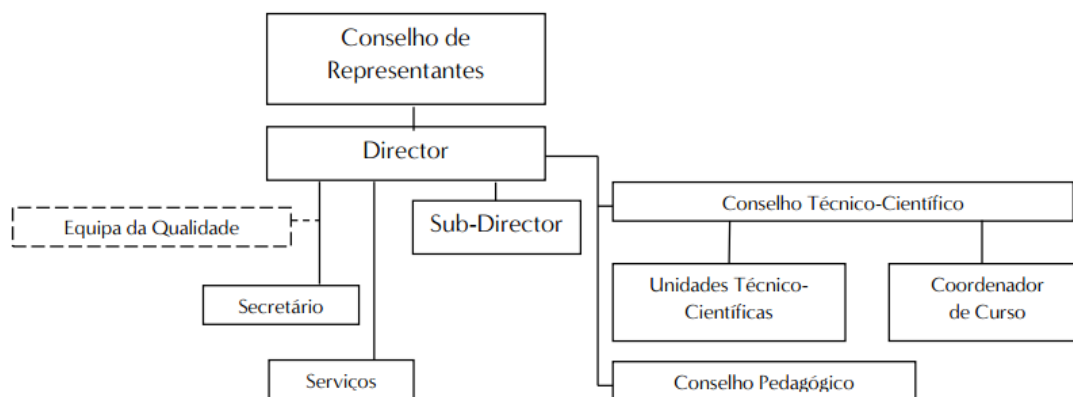 Conselho de
Representantes
Director
Conselho Técnico-Científico
Equipa da Qualidade
Sub-Director
Unidades Técnico-
Científicas
Coordenador
de Curso
Secretário
Serviços
Conselho Pedagógico